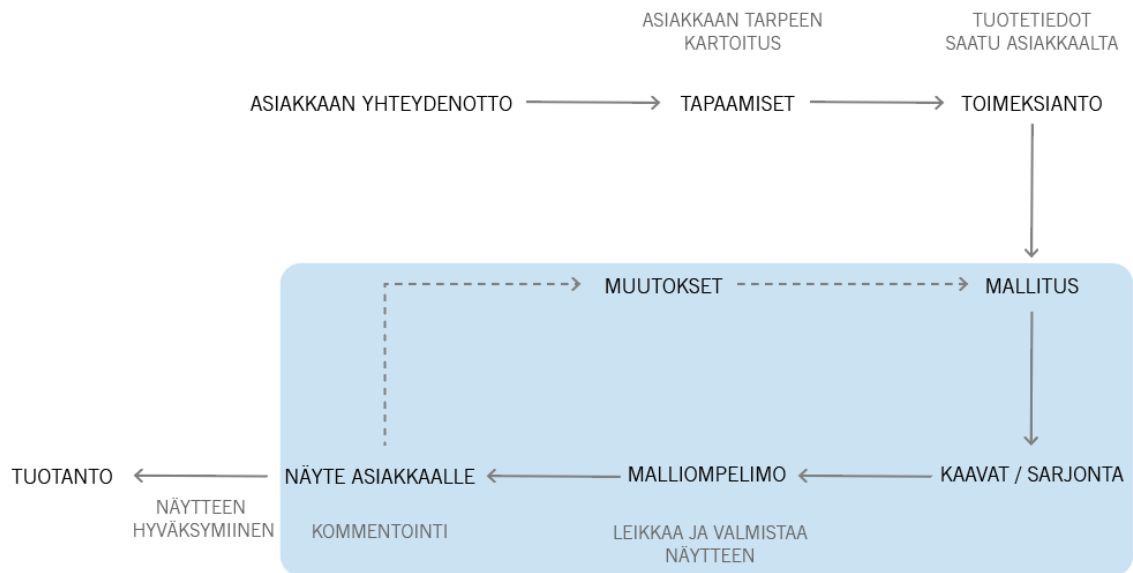 ASIAKKAAN TARPEEN
KARTOITUS
TUOTETIEDOT
SAATU ASIAKKAALTA
ASIAKKAAN YHTEYDENOTTO
TAPAAMISET
TOIMEKSIANTO
MUUTOKSET
MALLITUS
TUOTANTO
NÄYTE ASIAKKAALLE
MALLIOMPELIMO
KAAVAT / SARJONTA
NÄYTTEEN
HYVÄKSYMIINEN
KOMMENTOINTI
LEIKKAA JA VALMISTAA
NÄYTTEEN